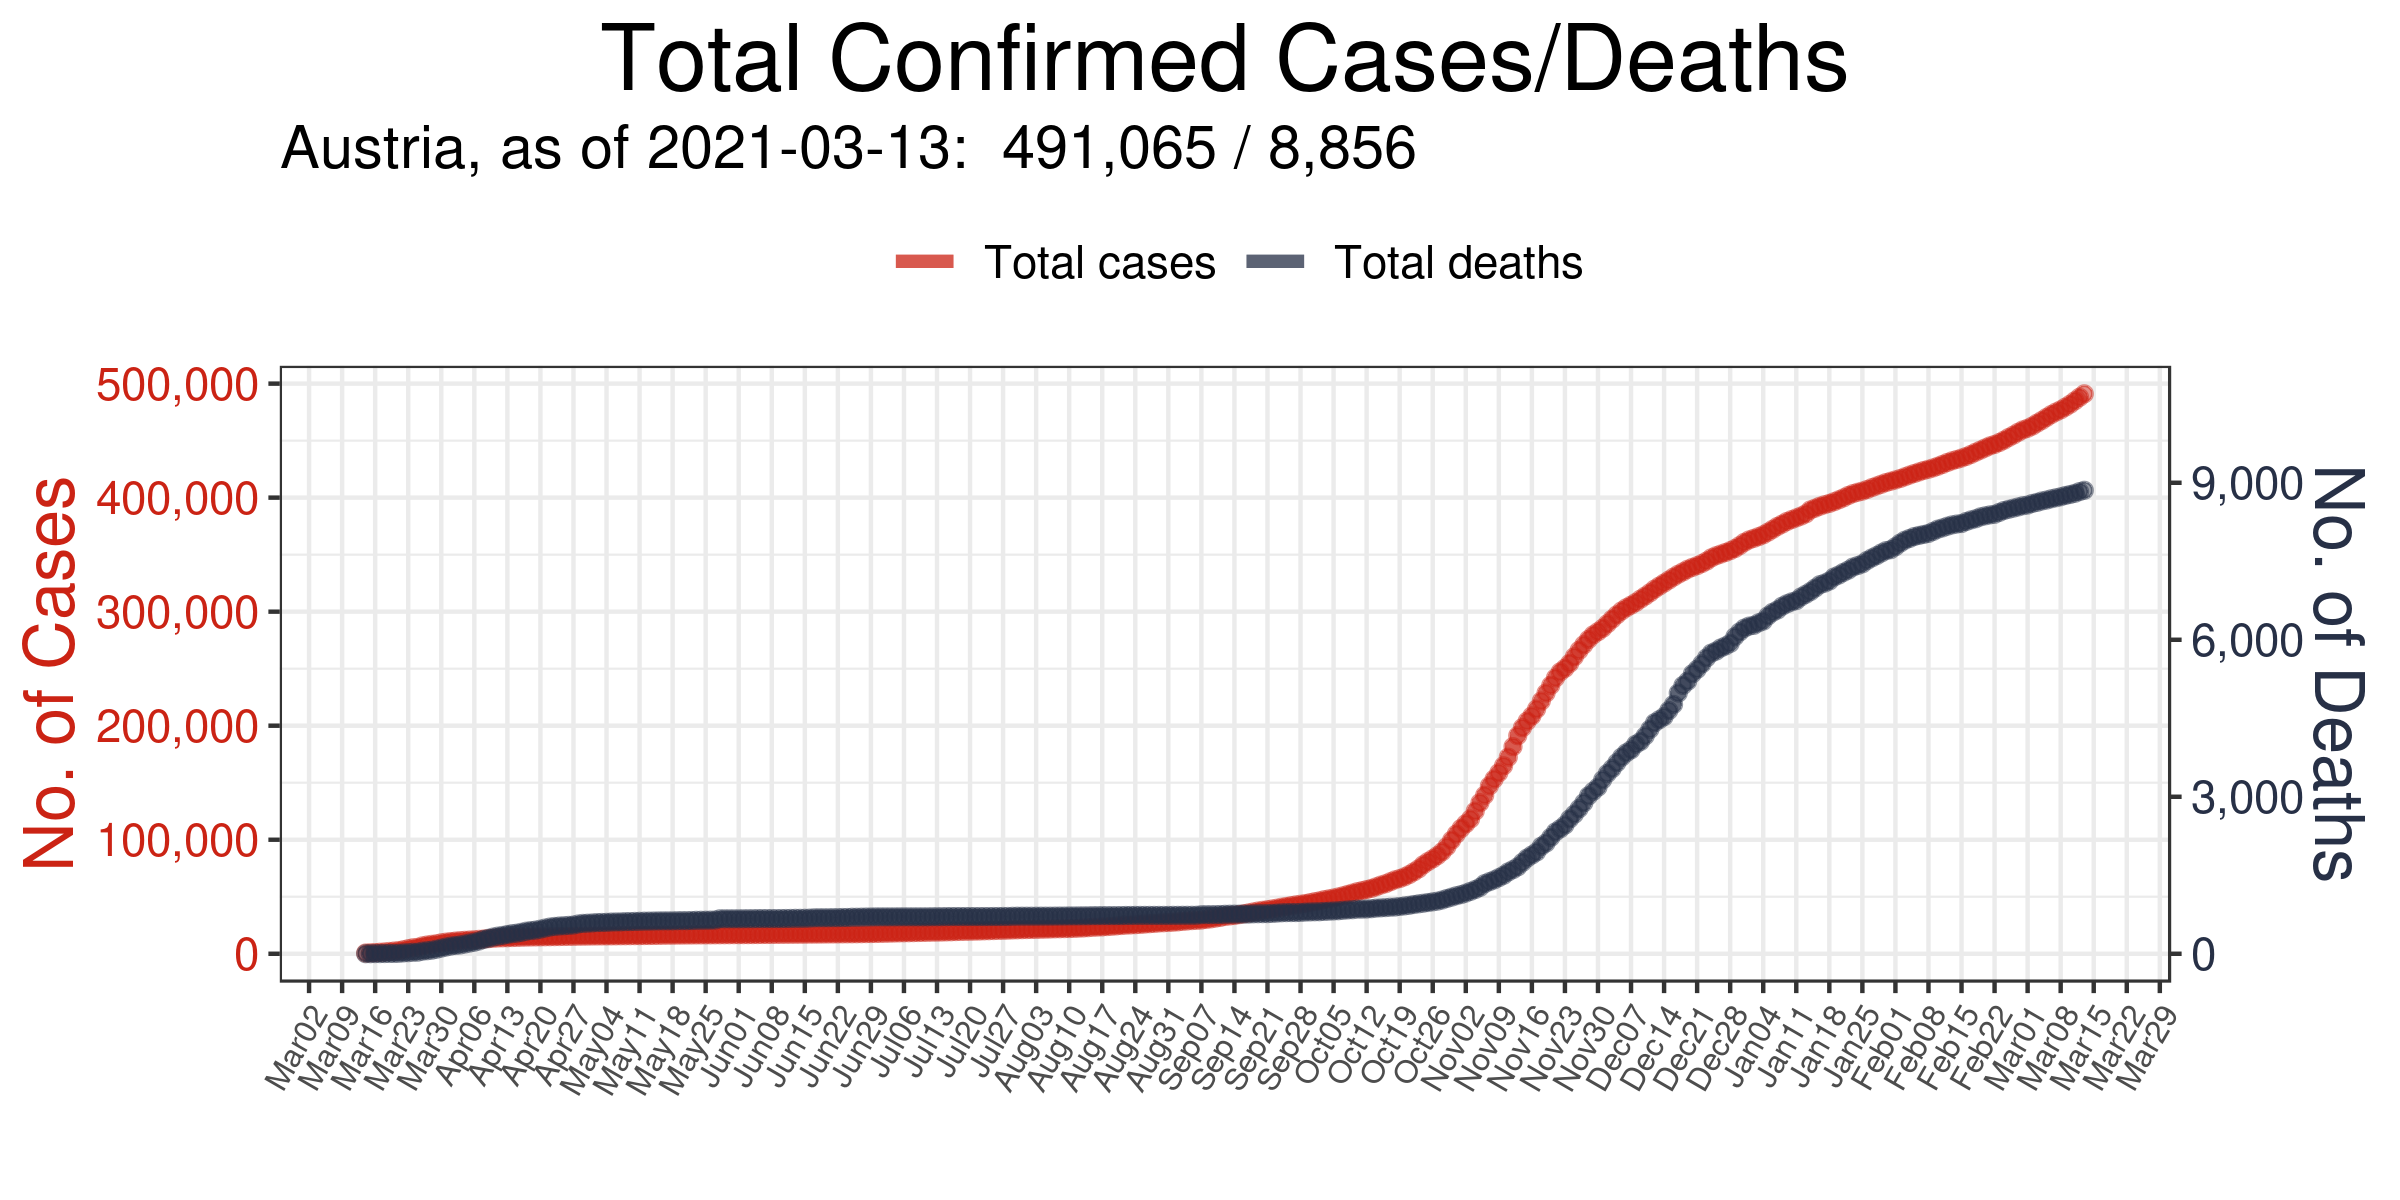 Total Confirmed Cases/Deaths
Austria, as of 2021-03-13:  491,065 / 8,856
Total cases
Total deaths
No. of Cases
500,000
400,000
300,000
200,000
100,000
0
9,000
6,000
3,000
0
No. of Deaths
Mar02
Mar09
Mar16
Mar23
Mar30
Apr06
Apr13
Apr20
Apr27
May04
May11
May18
May25
Jun01
Jun08
Jun15
Jun22
Jun29
Jul06
Jul13
Jul20
Jul27
Aug03
Aug10
Aug17
Aug24
Aug31
Sep07
Sep14
Sep21
Sep28
Oct05
Oct12
Oct19
Oct26
Nov02
Nov09
Nov16
Nov23
Nov30
Dec07
Dec14
Dec21
Dec28
Jan04
Jan11
Jan18
Jan25
Feb01
Feb08
Feb15
Feb22
Mar01
Mar08
Mar15
Mar22
Mar29